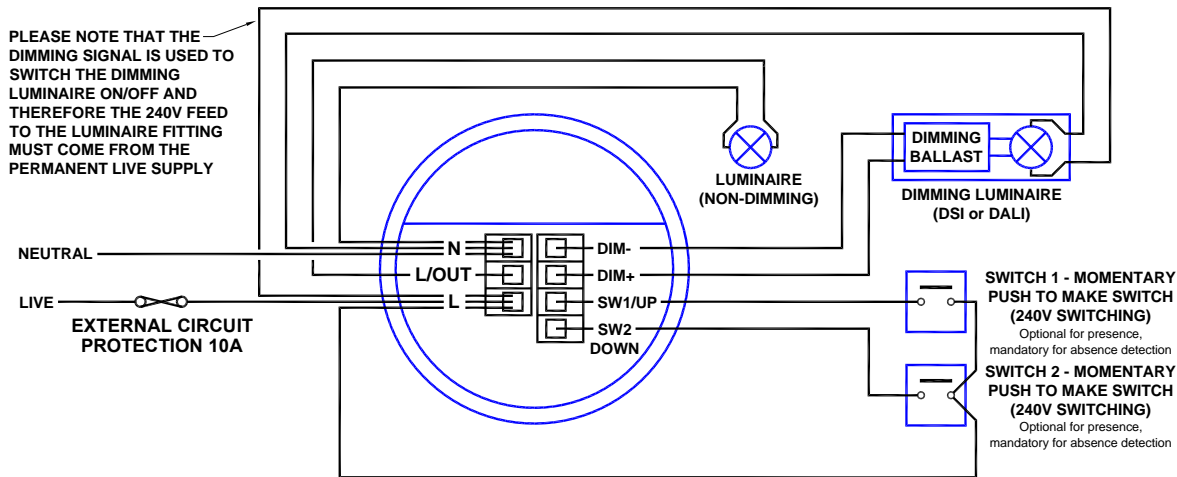 PLEASE NOTE THAT THE
DIMMING SIGNAL IS USED TO
SWITCH THE DIMMING
LUMINAIRE ON/OFF AND
THEREFORE THE 240V FEED
TO THE LUMINAIRE FITTING
MUST COME FROM THE
PERMANENT LIVE SUPPLY
LUMINAIRE
(NON-DIMMING)
DIMMING
BALLAST
DIMMING LUMINAIRE
(DSI or DALI)
NEUTRAL
LIVE
EXTERNAL CIRCUIT
PROTECTION 10A
N
L/OUT
L
DIM-
DIM+
SW1/UP
SW2
DOWN
SWITCH 1 - MOMENTARY
PUSH TO MAKE SWITCH
(240V SWITCHING)
Optional for presence,
mandatory for absence detection
SWITCH 2 - MOMENTARY
PUSH TO MAKE SWITCH
(240V SWITCHING)
Optional for presence,
mandatory for absence detection